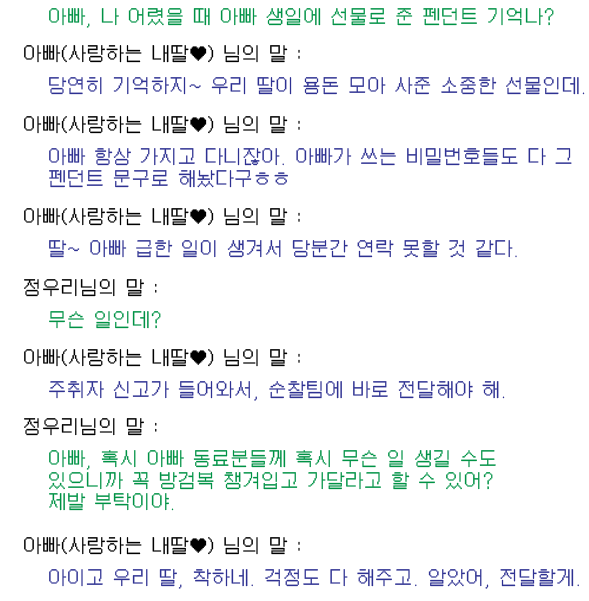 아빠, 나 어렸을 때 아빠 생일에 선물로 준 펜던트 기억나?
아빠(사랑하는 내딸♥) 님의 말 :
당연히 기억하지~ 우리 딸이 용돈 모아 사준 소중한 선물인데.
아빠(사랑하는 내딸♥) 님의 말 :
아빠 항상 가지고 다니잖아. 아빠가 쓰는 비밀번호들도 다 그
펜던트 문구로 해놨다구ㅎㅎ
아빠(사랑하는 내딸♥) 님의 말 :
딸~ 아빠 급한 일이 생겨서 당분간 연락 못할 것 같다.
정우리님의 말 :
무슨 일인데?
아빠(사랑하는 내딸♥) 님의 말 :
주취자 신고가 들어와서, 순찰팀에 바로 전달해야 해.
정우리님의 말 :
아빠, 혹시 아빠 동료분들께 혹시 무슨 일 생길 수도
있으니까 꼭 방검복 챙겨입고 가달라고 할 수 있어?
제발 부탁이야.
아빠(사랑하는 내딸♥) 님의 말 :
아이고 우리 딸, 착하네. 걱정도 다 해주고. 알았어, 전달할게.